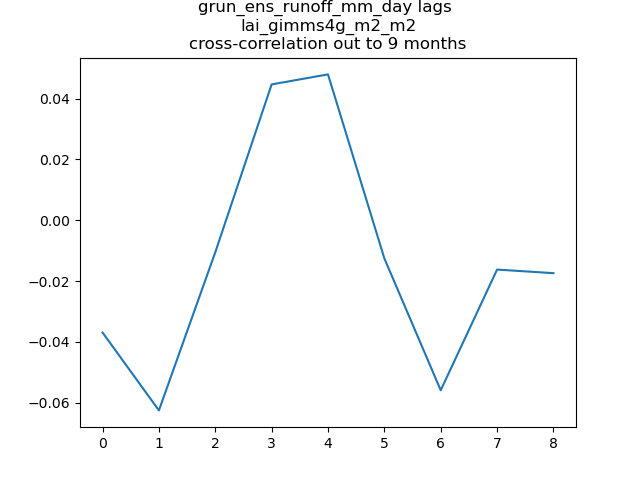 grun_ens_runoff_mm_day lags
lai_gimms4g_m2_m2
cross-correlation out to 9 months
0.04
0.02
0.00
−0.02
−0.04
−0.06
0 1 2 3 4 5 6 7 8